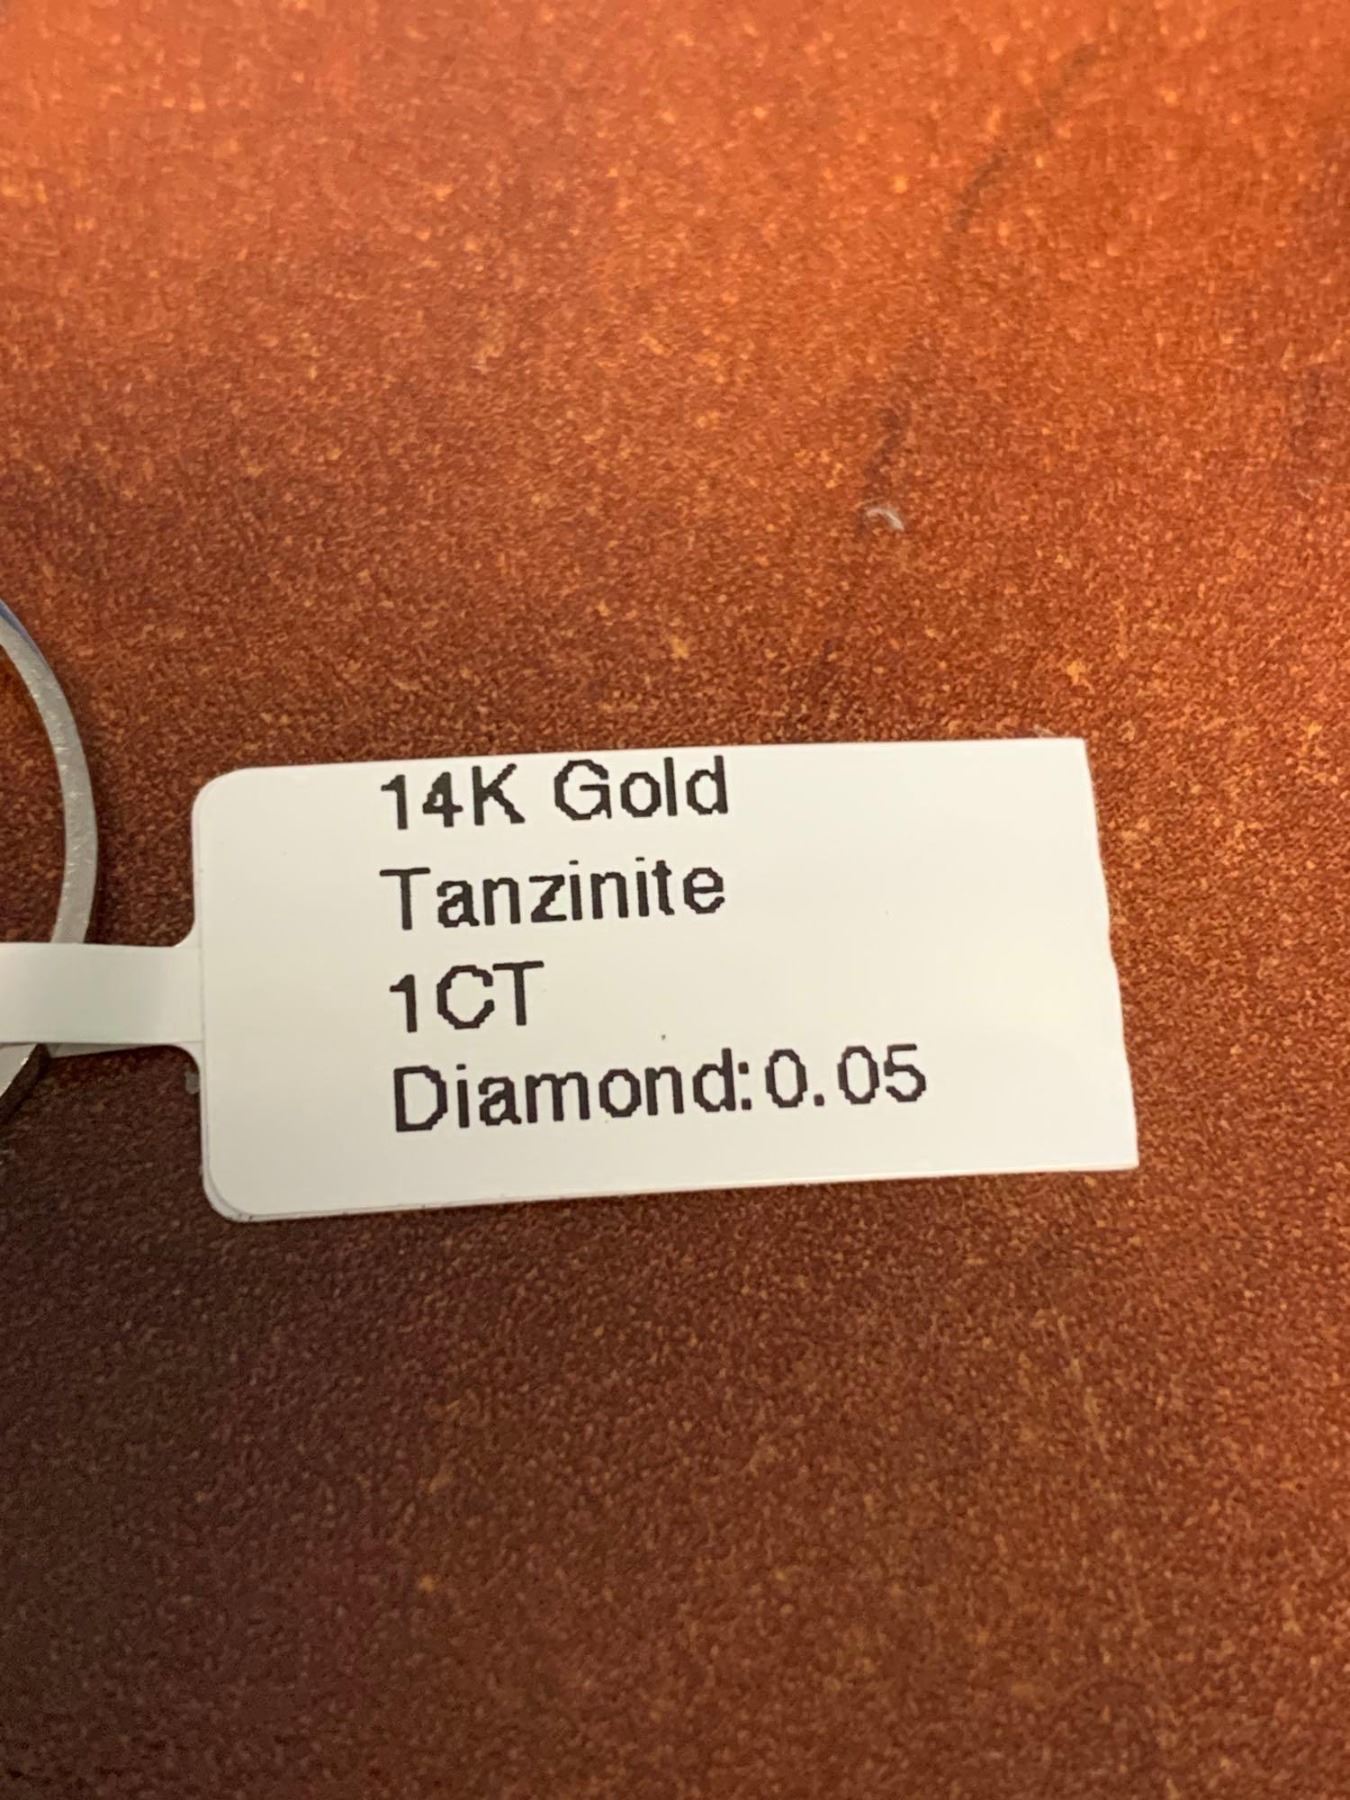 14K Gold
Tanzinite
1CT
Diamond:0.05